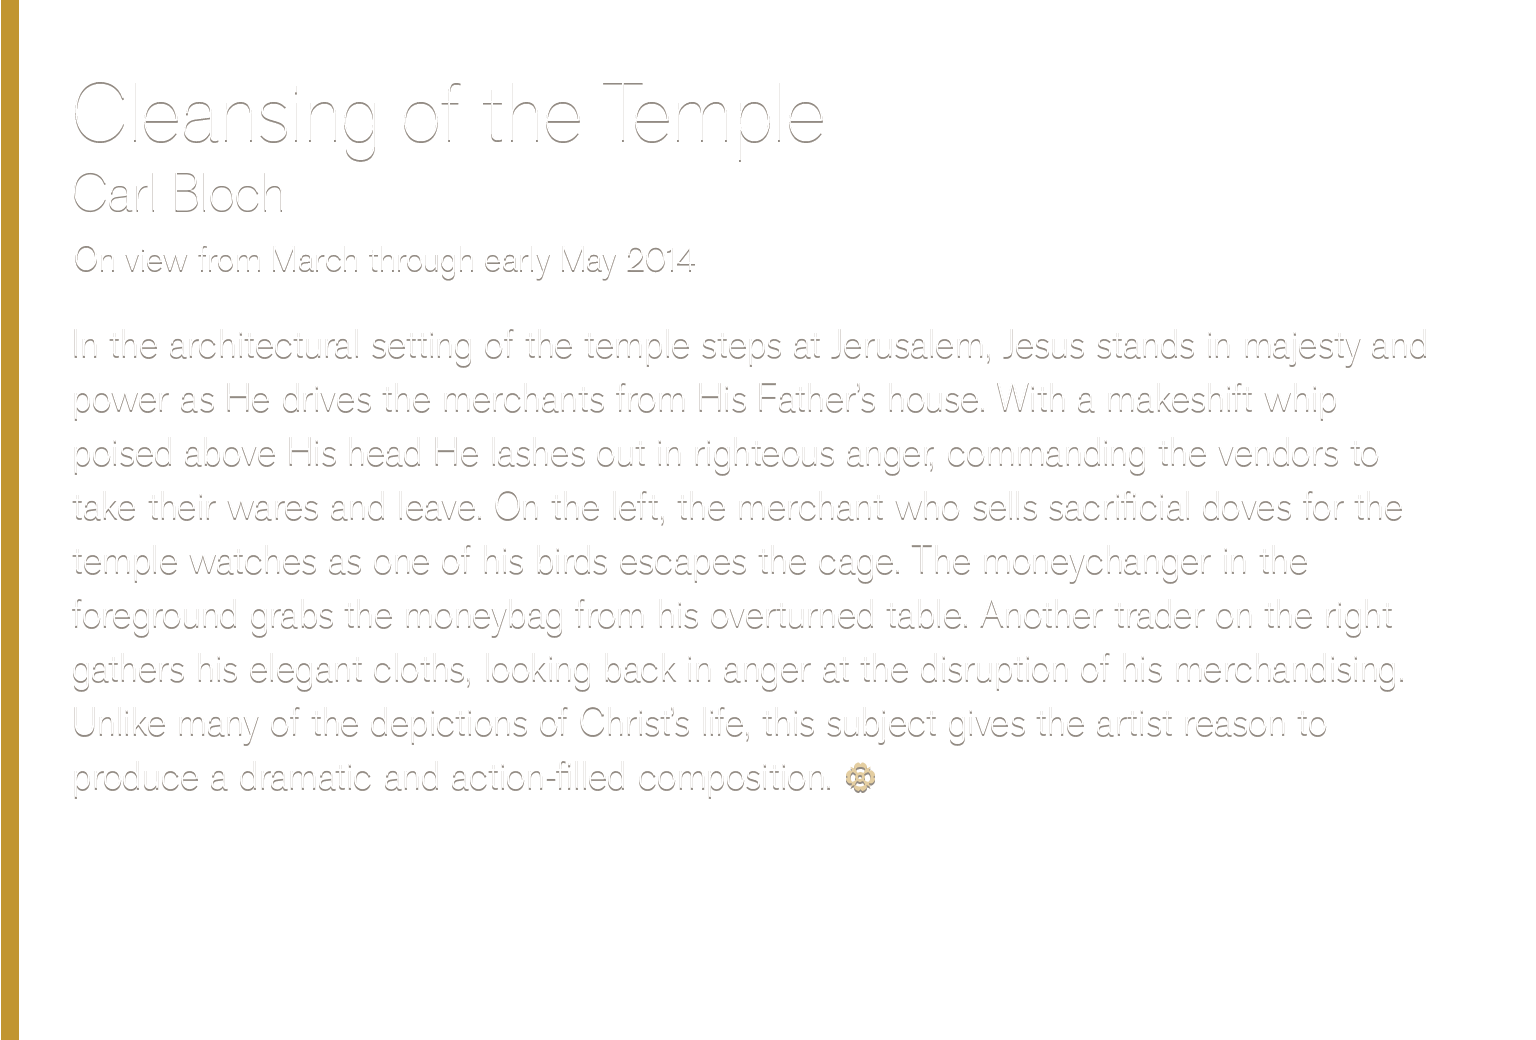 Cleansing of the Temple
Carl Bloch
On view from March through early May 2014
In the architectural setting of the temple steps at Jerusalem, Jesus stands in majesty and
power as He drives the merchants from His Father’s house. With a makeshift whip
poised above His head He lashes out in righteous anger, commanding the vendors to
take their wares and leave. On the left, the merchant who sells sacrificial doves for the
temple watches as one of his birds escapes the cage. The moneychanger in the
foreground grabs the moneybag from his overturned table. Another trader on the right
gathers his elegant cloths, looking back in anger at the disruption of his merchandising.
Unlike many of the depictions of Christ’s life, this subject gives the artist reason to
produce a dramatic and action-filled composition.